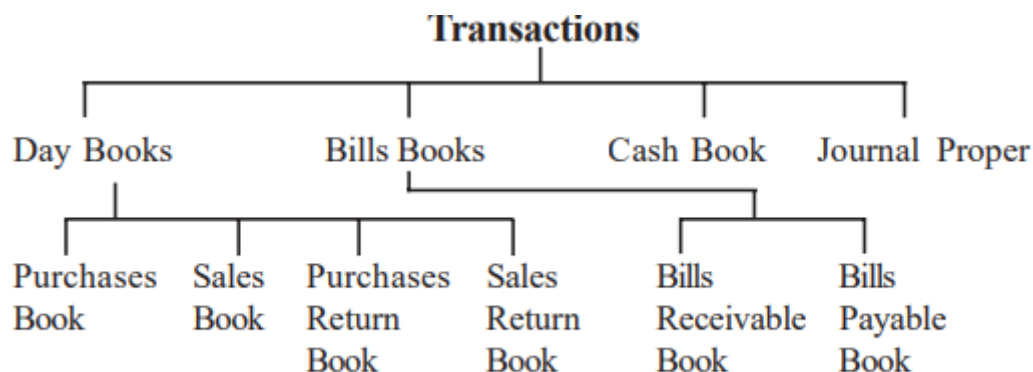 Transactions
Day Books Bills Books Cash Book Journal Proper
Purchases Sales Purchases Sales Bills Bills
Book Book Return Return Receivable Payable
Book Book Book Book